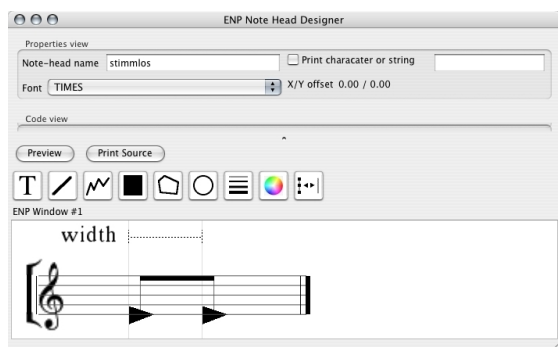 ENP Note Head Designer
Properties view
Note-head name stimmlos
Print characater or string
Font TIMES
X/Y offset 0.00 / 0.00
Code view
Preview Print Source
T
ENP Window #1
width